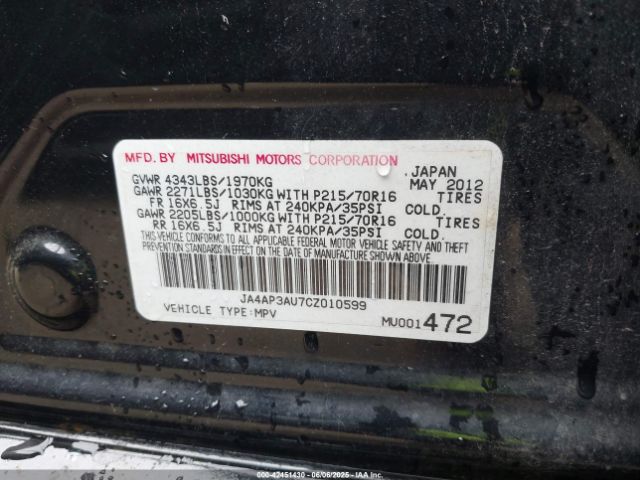 MFD. BY MITSUBISHI MOTORS CORPORATION
GVWR 4343LBS/1970KG JAPAN MAY 2012
GAWR 2271LBS/1030KG WITH P215/70R16 TIRES
FR 16X6.5J RIMS AT 240KPA/35PSI COLD.
GAWR 2205LBS/1000KG WITH P215/70R16 TIRES
RR 16X6.5J RIMS AT 240KPA/35PSI COLD.
THIS VEHICLE CONFORMS TO ALL APPLICABLE FEDERAL MOTOR VEHICLE SAFETY AND THEFT
PREVENTION STANDARDS IN EFFECT ON THE DATE OF MANUFACTURE SHOWN ABOVE.
JA4AP3AU7CZ010599
VEHICLE TYPE:MPV MU001472
000-42451430 - 06/06/2025 - IAAI.COM